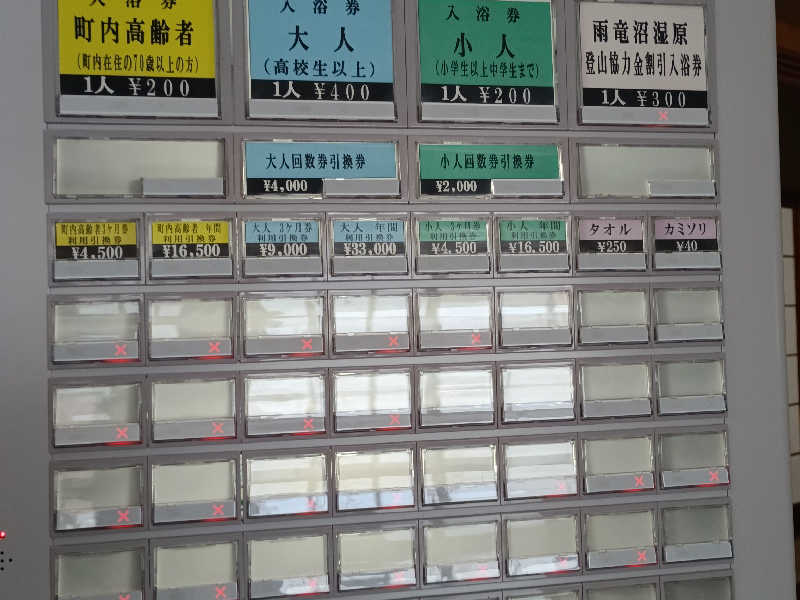 入浴券
町内高齢者
(町内在住の70歳以上の方)
1人 ¥200
入浴券
大人
(高校生以上)
1人 ¥400
入浴券
小人
(小学生以上中学生まで)
1人 ¥200
雨竜沼湿原
登山協力金割引入浴券
1人 ¥300
大人回数券引換券
¥4,000
小人回数券引換券
¥2,000
町内高齢者3ヶ月券
利用引換券
¥4,500
町内高齢者 年間
利用引換券
¥16,500
大人 3ヶ月券
利用引換券
¥9,000
大人 年間
利用引換券
¥33,000
小人 3ヶ月券
利用引換券
¥4,500
小人 年間
利用引換券
¥16,500
タオル
¥250
カミソリ
¥40